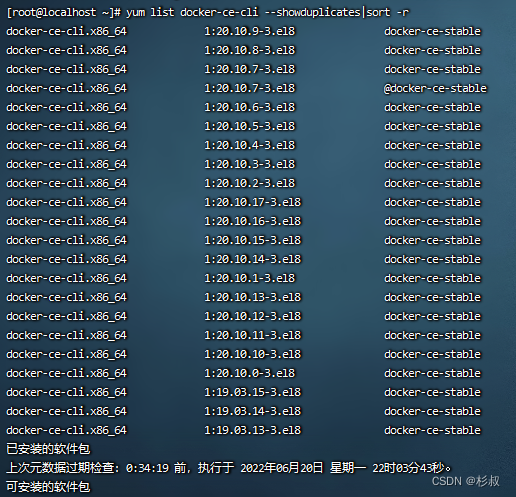 [root@localhost ~]# yum list docker-ce-cli --showduplicates|sort -r
docker-ce-cli.x86_64 1:20.10.9-3.el8 docker-ce-stable
docker-ce-cli.x86_64 1:20.10.8-3.el8 docker-ce-stable
docker-ce-cli.x86_64 1:20.10.7-3.el8 docker-ce-stable
docker-ce-cli.x86_64 1:20.10.7-3.el8 @docker-ce-stable
docker-ce-cli.x86_64 1:20.10.6-3.el8 docker-ce-stable
docker-ce-cli.x86_64 1:20.10.5-3.el8 docker-ce-stable
docker-ce-cli.x86_64 1:20.10.4-3.el8 docker-ce-stable
docker-ce-cli.x86_64 1:20.10.3-3.el8 docker-ce-stable
docker-ce-cli.x86_64 1:20.10.2-3.el8 docker-ce-stable
docker-ce-cli.x86_64 1:20.10.17-3.el8 docker-ce-stable
docker-ce-cli.x86_64 1:20.10.16-3.el8 docker-ce-stable
docker-ce-cli.x86_64 1:20.10.15-3.el8 docker-ce-stable
docker-ce-cli.x86_64 1:20.10.14-3.el8 docker-ce-stable
docker-ce-cli.x86_64 1:20.10.1-3.el8 docker-ce-stable
docker-ce-cli.x86_64 1:20.10.13-3.el8 docker-ce-stable
docker-ce-cli.x86_64 1:20.10.12-3.el8 docker-ce-stable
docker-ce-cli.x86_64 1:20.10.11-3.el8 docker-ce-stable
docker-ce-cli.x86_64 1:20.10.10-3.el8 docker-ce-stable
docker-ce-cli.x86_64 1:20.10.0-3.el8 docker-ce-stable
docker-ce-cli.x86_64 1:19.03.15-3.el8 docker-ce-stable
docker-ce-cli.x86_64 1:19.03.14-3.el8 docker-ce-stable
docker-ce-cli.x86_64 1:19.03.13-3.el8 docker-ce-stable
已安装的软件包
上次元数据过期检查：0:34:19 前，执行于 2022年06月20日 星期一 22时03分43秒。
可安装的软件包
CSDN @杉叔